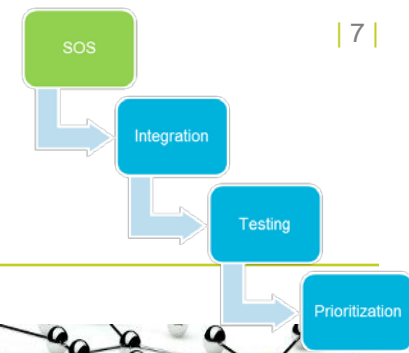 | 7 |
SOS
Integration
Testing
Prioritization